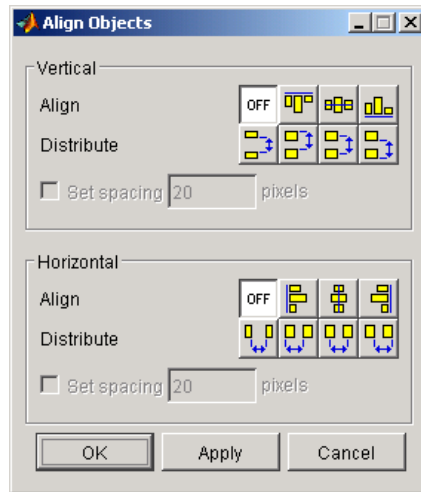 Align Objects
Vertical
Align OFF
Distribute
Set spacing 20 pixels
Horizontal
Align OFF
Distribute
Set spacing 20 pixels
OK Apply Cancel